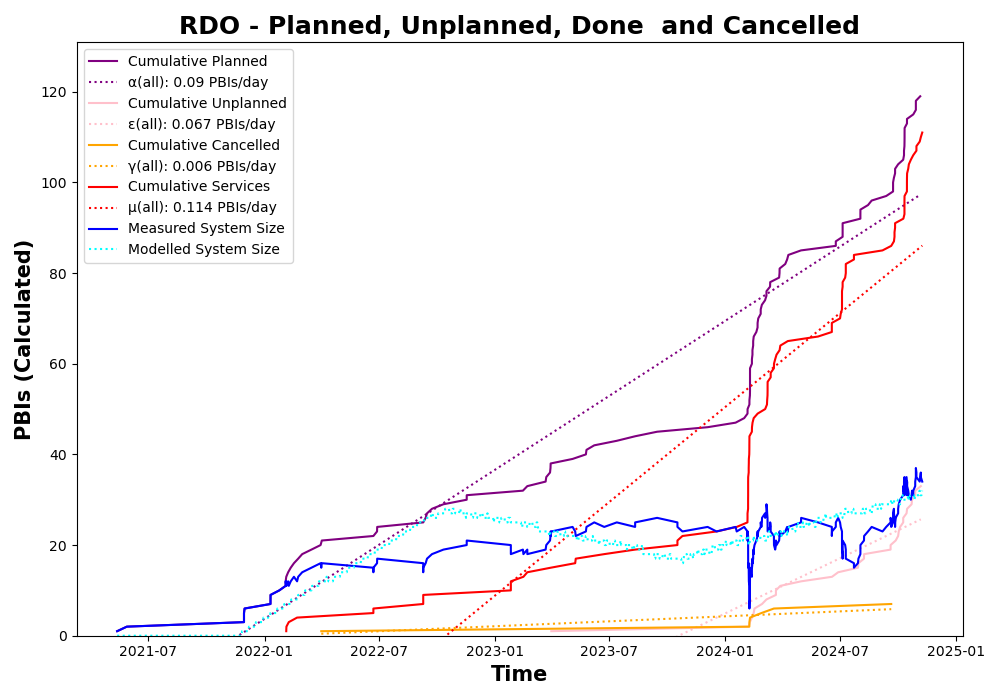 RDO - Planned, Unplanned, Done  and Cancelled
Cumulative Planned
α(all): 0.09 PBIs/day
Cumulative Unplanned
ε(all): 0.067 PBIs/day
Cumulative Cancelled
γ(all): 0.006 PBIs/day
Cumulative Services
μ(all): 0.114 PBIs/day
Measured System Size
Modelled System Size
PBIs (Calculated)
120
100
80
60
40
20
0
2021-07
2022-01
2022-07
2023-01
2023-07
2024-01
2024-07
2025-01
Time